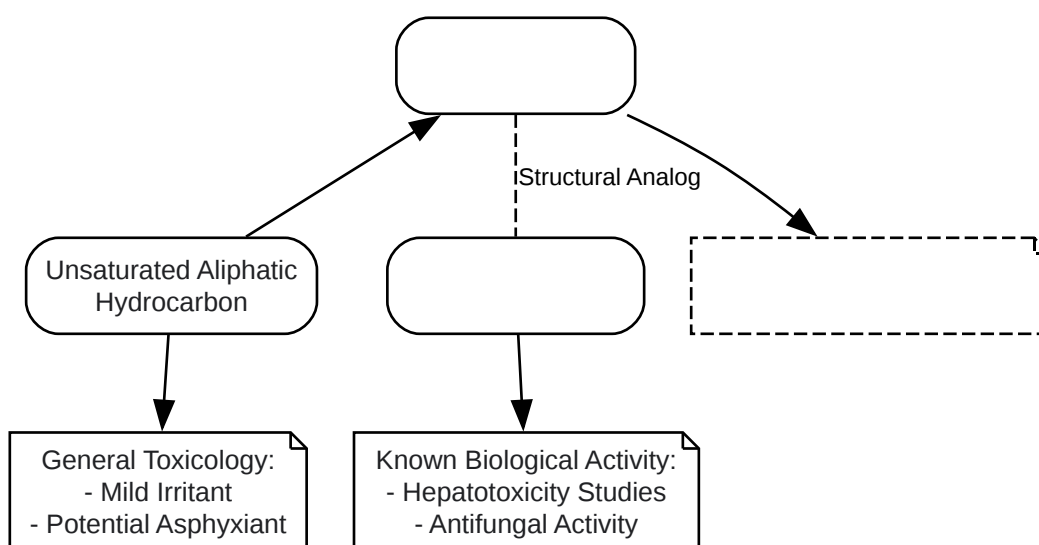 Structural Analog
Unsaturated Aliphatic
Hydrocarbon
General Toxicology:
- Mild Irritant
- Potential Asphyxiant
Known Biological Activity:
- Hepatotoxicity Studies
- Antifungal Activity